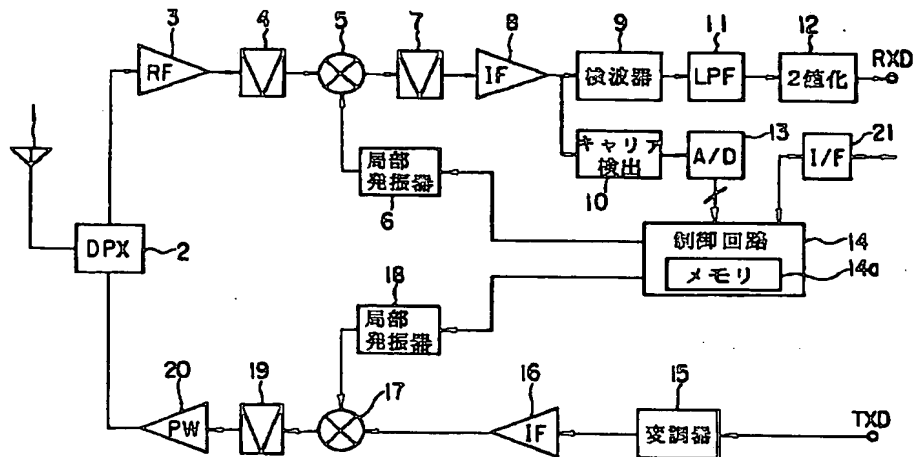 3
4
5
7
8
9
11
12
RF
IF
検波器
LPF
2値化
RXD
1
13
21
局部
発振器
6
キャリア
検出
10
A/D
I/F
DPX
2
制御回路
14
メモリ
14a
18
局部
発振器
20
19
17
16
15
PW
IF
変調器
TXD